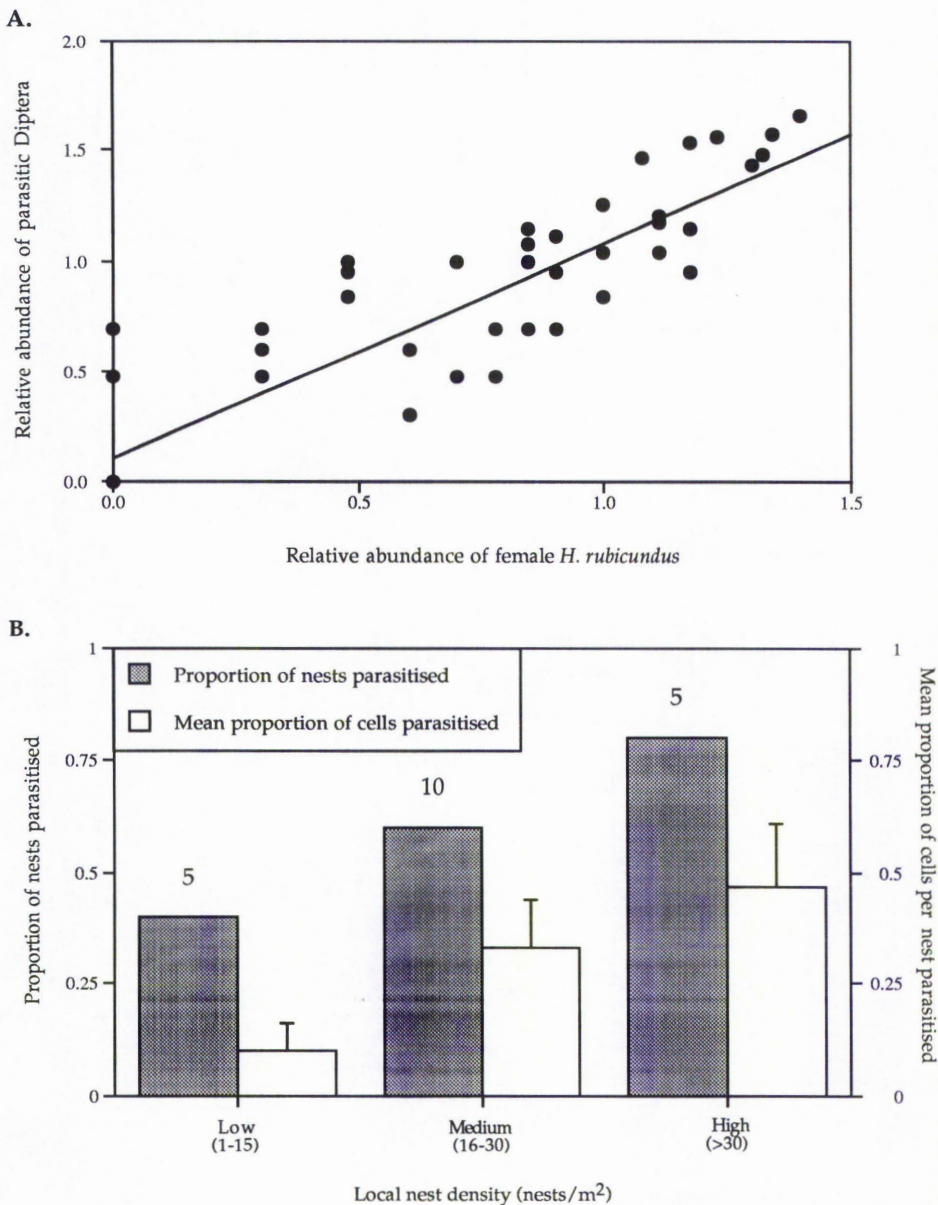 A.
2.0
1.5
1.0
0.5
0.0
Relative abundance of parasitic Diptera
0.0 0.5 1.0 1.5
Relative abundance of female H. rubicundus
B.
1
0.75
0.5
0.25
0
Proportion of nests parasitised
Proportion of nests parasitised
Mean proportion of cells parasitised
5
10
5
1
0.75
0.5
0.25
0
Mean proportion of cells per
nest parasitised
Low Medium High
(1-15) (16-30) (>30)
Local nest density (nests/m²)